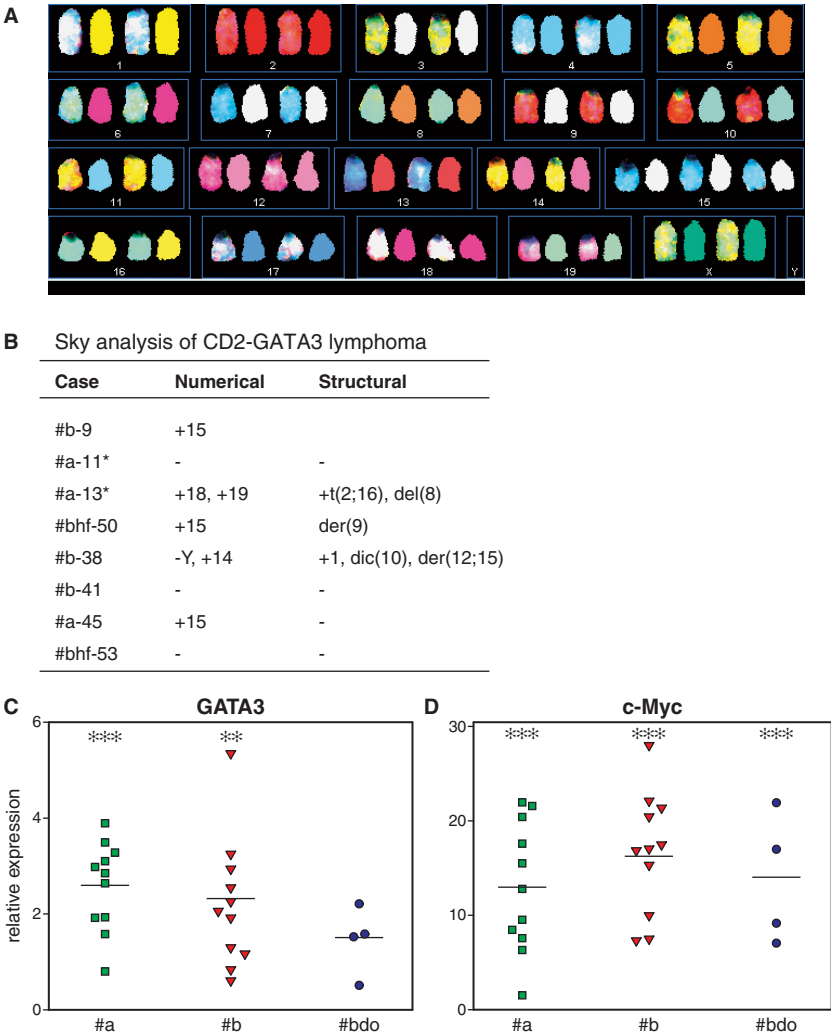 A
1 2 3 4 5
6 7 8 9 10
11 12 13 14 15
16 17 18 19 X Y
B Sky analysis of CD2-GATA3 lymphoma
Case Numerical Structural
#b-9 +15
#a-11* - -
#a-13* +18, +19 +t(2;16), del(8)
#bhf-50 +15 der(9)
#b-38 -Y, +14 +1, dic(10), der(12;15)
#b-41 - -
#a-45 +15 -
#bhf-53 - -
C GATA3
relative expression
6
4
2
0
*** **
#a #b #bdo
D c-Myc
30
20
10
0
*** *** ***
#a #b #bdo